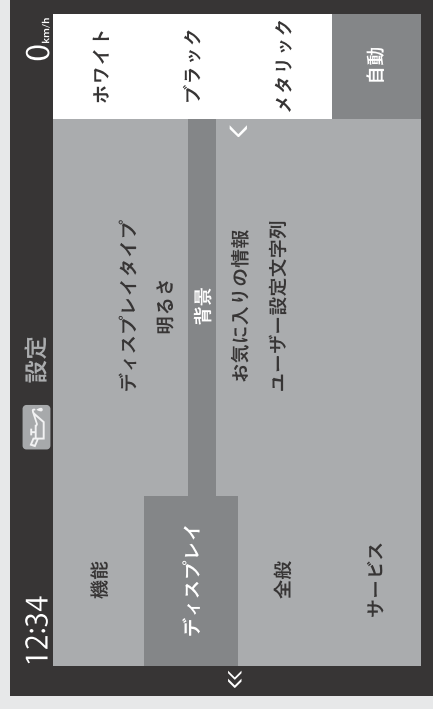 12:34
設定
0 km/h
機能
ディスプレイ
全般
サービス
ディスプレイタイプ
明るさ
背景
お気に入りの情報
ユーザー設定文字列
ホワイト
ブラック
メタリック
自動